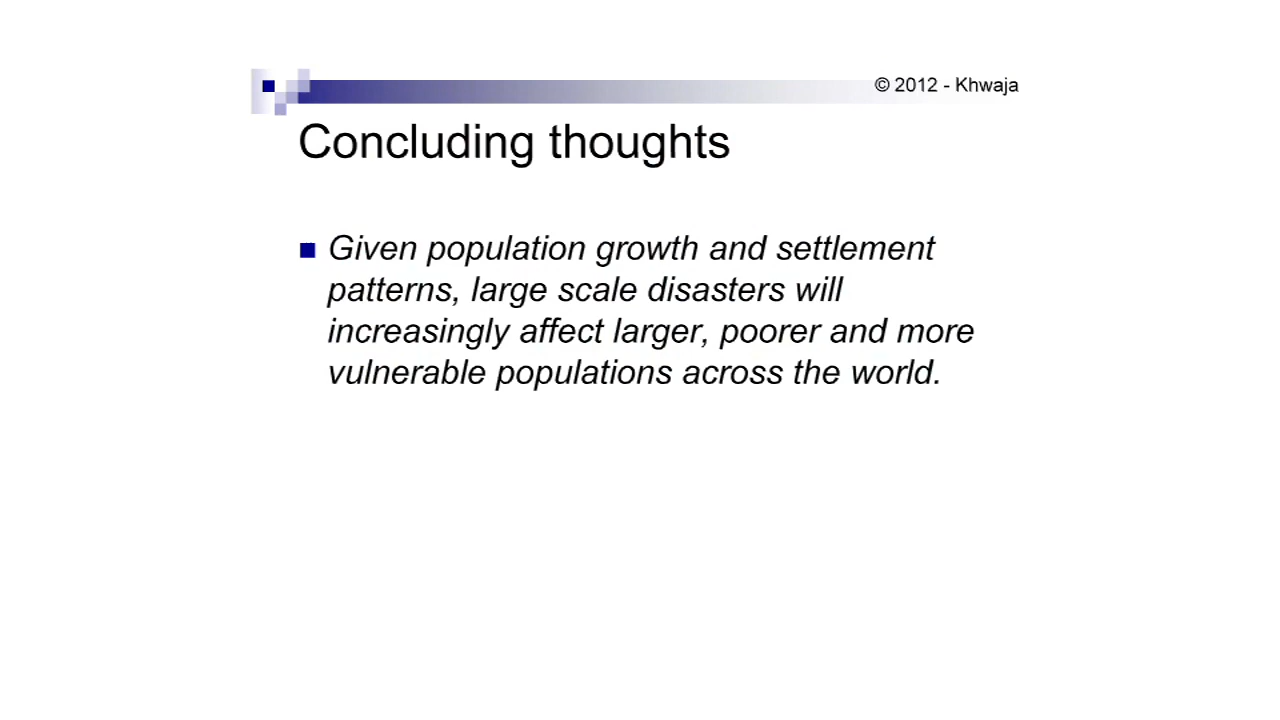 © 2012 - Khwaja
Concluding thoughts
Given population growth and settlement
patterns, large scale disasters will
increasingly affect larger, poorer and more
vulnerable populations across the world.